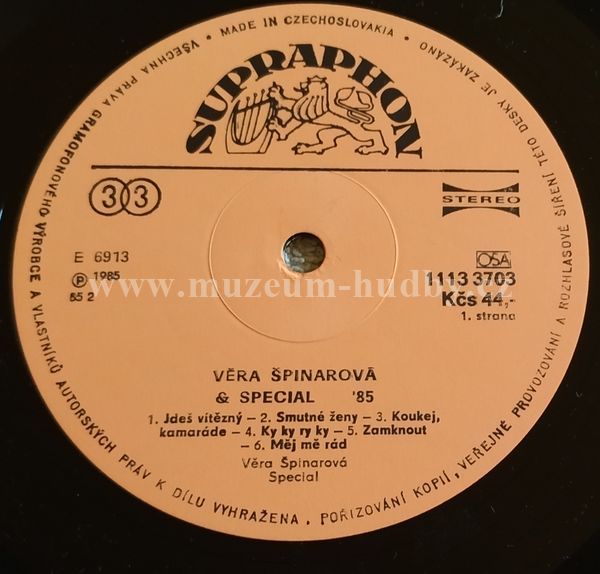 VŠECHNA PRÁVA GRAMOFONOVÉHO VÝROBCE A VLASTNÍKŮ AUTORSKÝCH PRÁV K DÍLU VYHRAŽENA, POŘIZOVÁNÍ KOPIÍ, VEŘEJNÉ PROVOZOVÁNÍ A ROZHLASOVÉ ŠÍŘENÍ TÉTO DESKY JE ZAKÁZÁNO
• MADE IN CZECHOSLOVAKIA •
SUPRAPHON
33
STEREO
E 6913
Ⓟ 1985
85 2
OSA
1113 3703
Kčs 44,-
1. strana
www.muzeum-hudby.cz
VĚRA ŠPINAROVÁ
& SPECIAL '85
1. Jdeš vítězný – 2. Smutné ženy – 3. Koukej,
kamaráde – 4. Ky ky ry ky – 5. Zamknout –
– 6. Měj mě rád
Věra Špinarová
Special